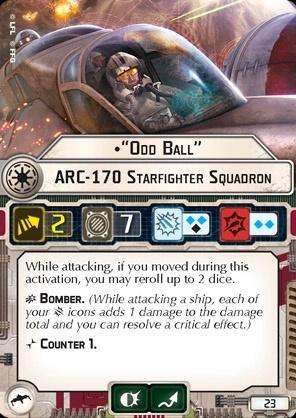 © LFL © FFG
•"Odd Ball"
ARC-170 Starfighter Squadron
2 7
While attacking, if you moved during this
activation, you may reroll up to 2 dice.
Bomber. (While attacking a ship, each of
your icons adds 1 damage to the damage
total and you can resolve a critical effect.)
Counter 1.
23